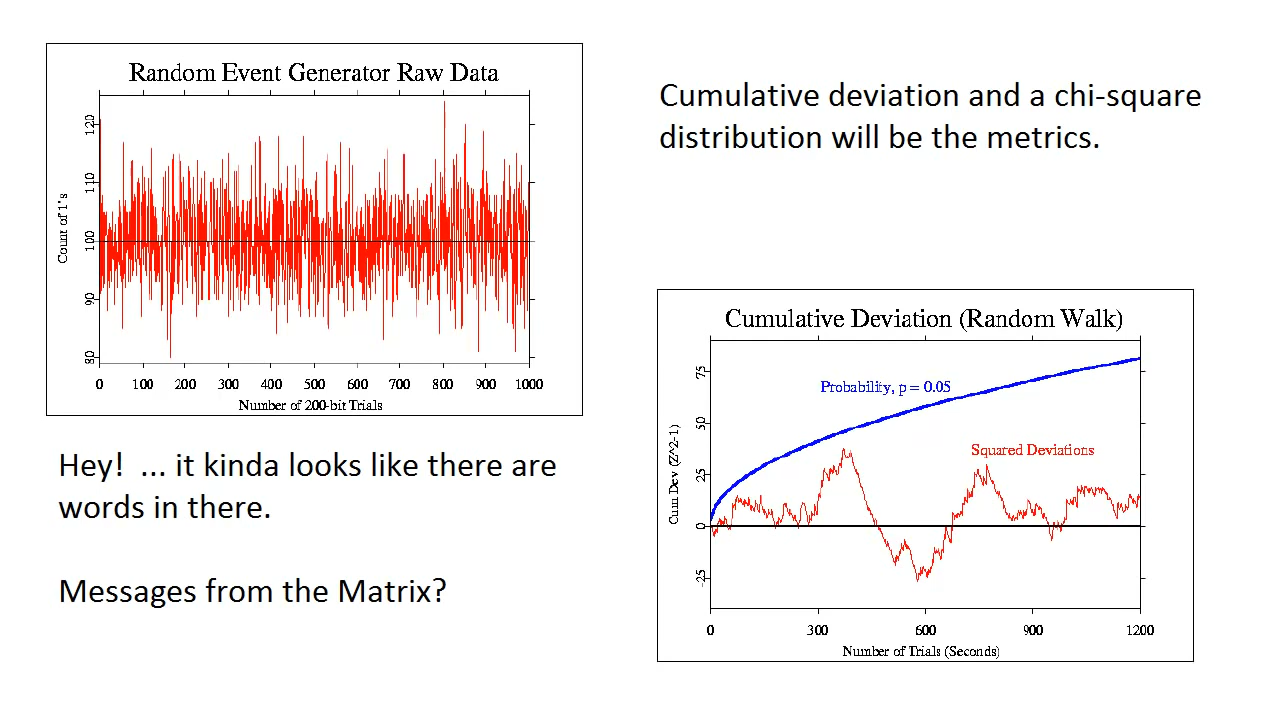 Random Event Generator Raw Data
Count of 1's
120
110
100
90
80
0 100 200 300 400 500 600 700 800 900 1000
Number of 200-bit Trials
Hey!  ... it kinda looks like there are
words in there.
Messages from the Matrix?
Cumulative deviation and a chi-square
distribution will be the metrics.
Cumulative Deviation (Random Walk)
Cum Dev (Z^2-1)
75
50
25
0
-25
Probability, p = 0.05
Squared Deviations
0 300 600 900 1200
Number of Trials (Seconds)